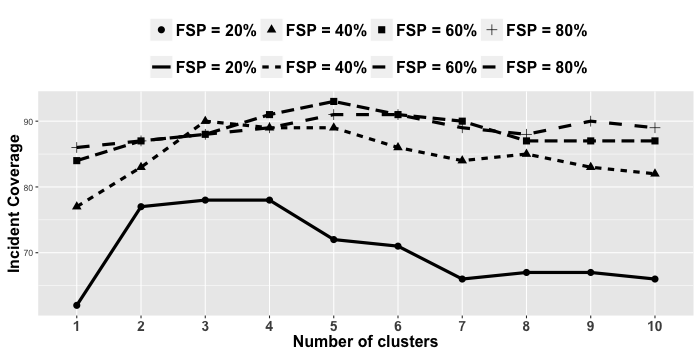 FSP = 20% FSP = 40% FSP = 60% FSP = 80%
FSP = 20% FSP = 40% FSP = 60% FSP = 80%
Incident Coverage
90
80
70
1 2 3 4 5 6 7 8 9 10
Number of clusters